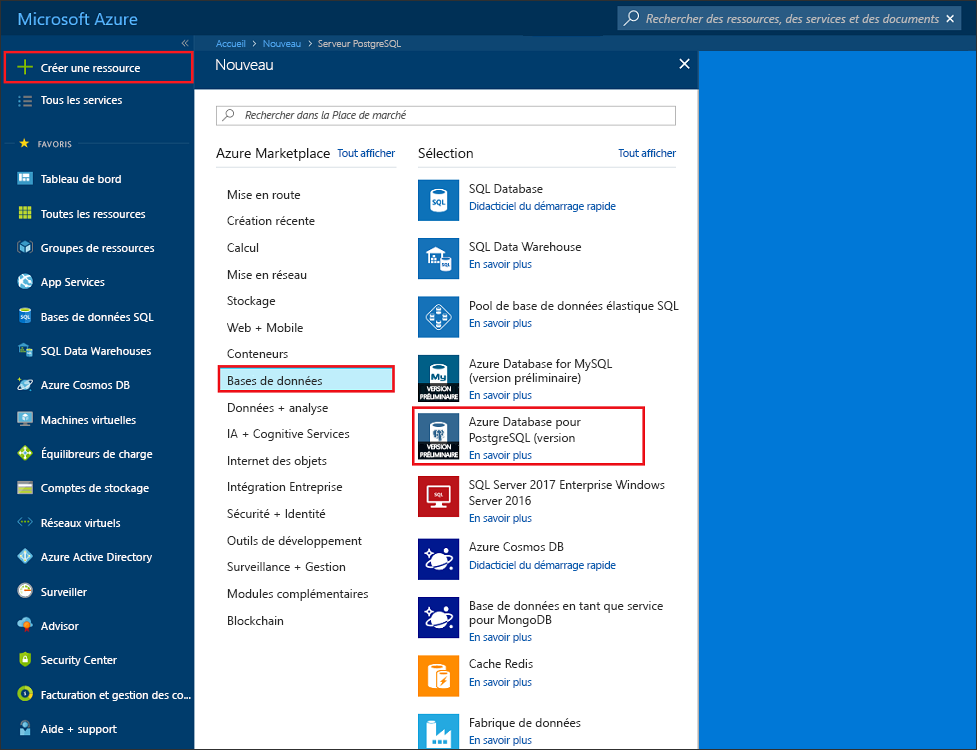 Microsoft Azure
Rechercher des ressources, des services et des documents
«
Accueil > Nouveau > Serveur PostgreSQL
Créer une ressource
Tous les services
FAVORIS
Tableau de bord
Toutes les ressources
Groupes de ressources
App Services
Bases de données SQL
SQL Data Warehouses
Azure Cosmos DB
Machines virtuelles
Équilibreurs de charge
Comptes de stockage
Réseaux virtuels
Azure Active Directory
Surveiller
Advisor
Security Center
Facturation et gestion des co...
Aide + support
Nouveau
Rechercher dans la Place de marché
Azure Marketplace Tout afficher
Mise en route
Création récente
Calcul
Mise en réseau
Stockage
Web + Mobile
Conteneurs
Bases de données
Données + analyse
IA + Cognitive Services
Internet des objets
Intégration Entreprise
Sécurité + Identité
Outils de développement
Surveillance + Gestion
Modules complémentaires
Blockchain
Sélection Tout afficher
SQL
SQL Database
Didacticiel du démarrage rapide
SQL Data Warehouse
En savoir plus
Pool de base de données élastique SQL
En savoir plus
My
VERSION
PRÉLIMINAIRE
Azure Database for MySQL
(version préliminaire)
En savoir plus
VERSION
PRÉLIMINAIRE
Azure Database pour
PostgreSQL (version
En savoir plus
SQL
SQL Server 2017 Enterprise Windows
Server 2016
En savoir plus
Azure Cosmos DB
Didacticiel du démarrage rapide
Base de données en tant que service
pour MongoDB
En savoir plus
Cache Redis
En savoir plus
Fabrique de données
En savoir plus